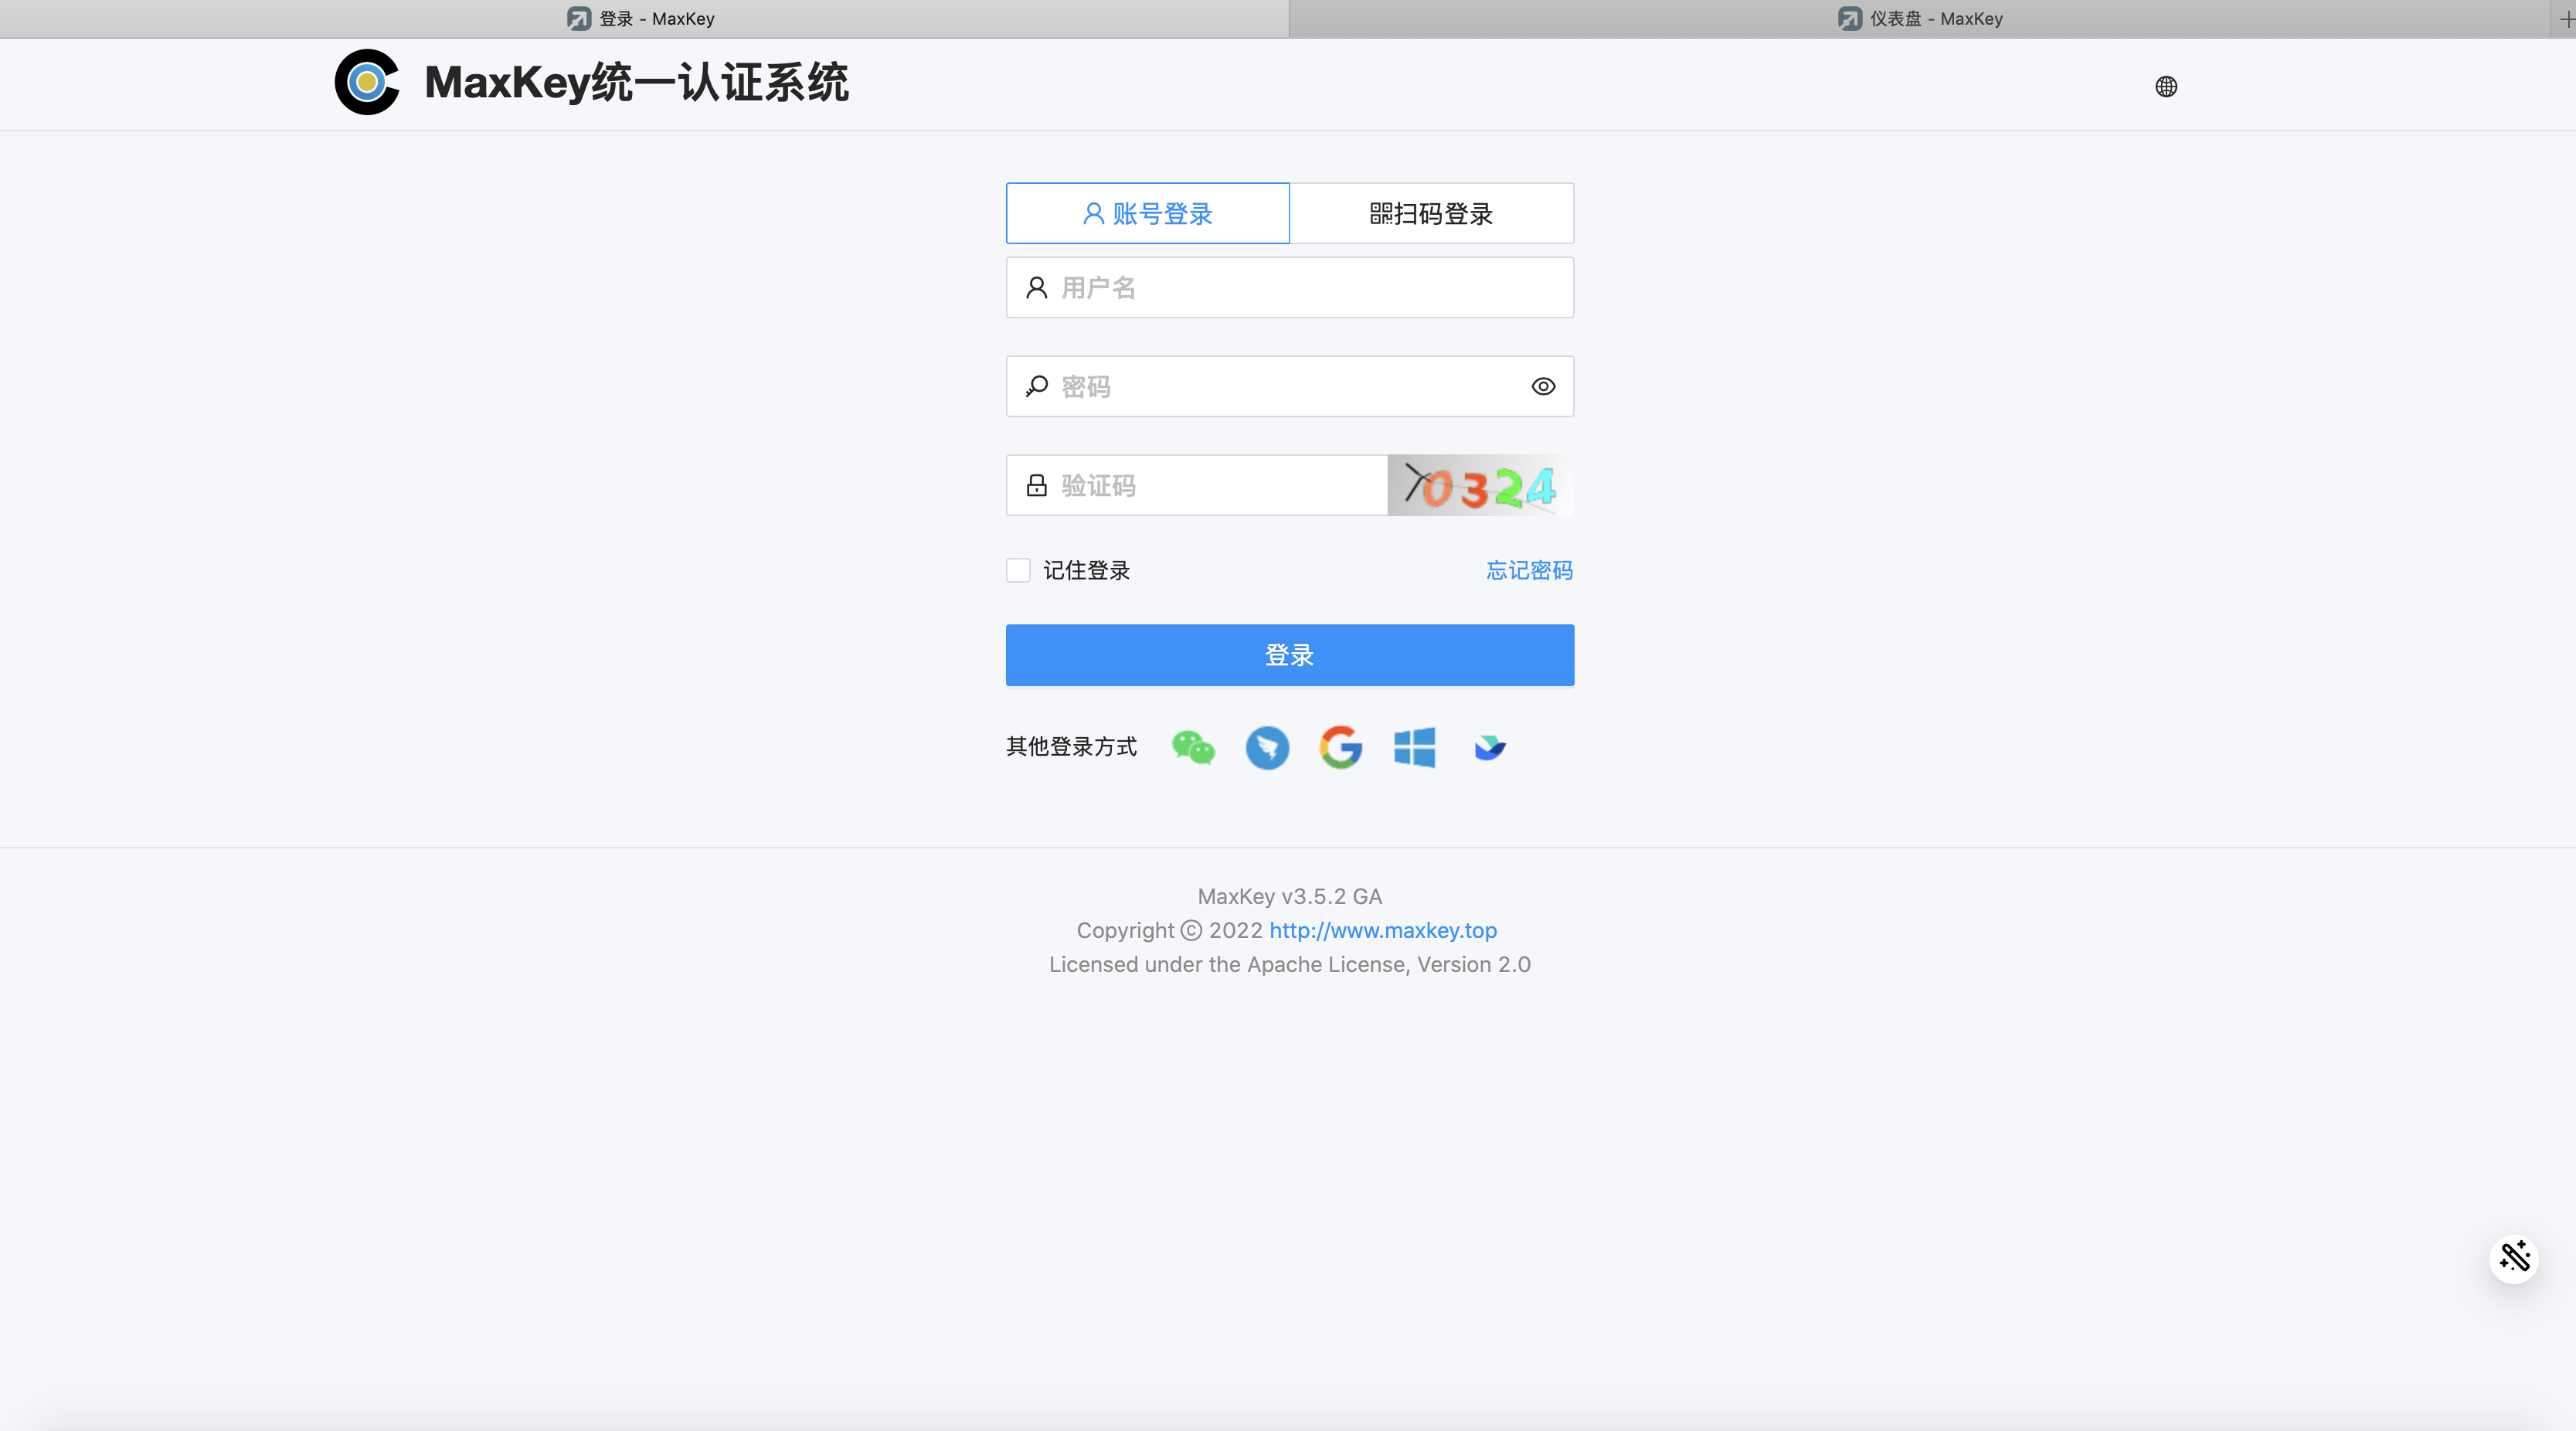 登录 - MaxKey
仪表盘 - MaxKey
MaxKey统一认证系统
账号登录
扫码登录
用户名
密码
验证码
0324
记住登录
忘记密码
登录
其他登录方式
MaxKey v3.5.2 GA
Copyright © 2022 http://www.maxkey.top
Licensed under the Apache License, Version 2.0